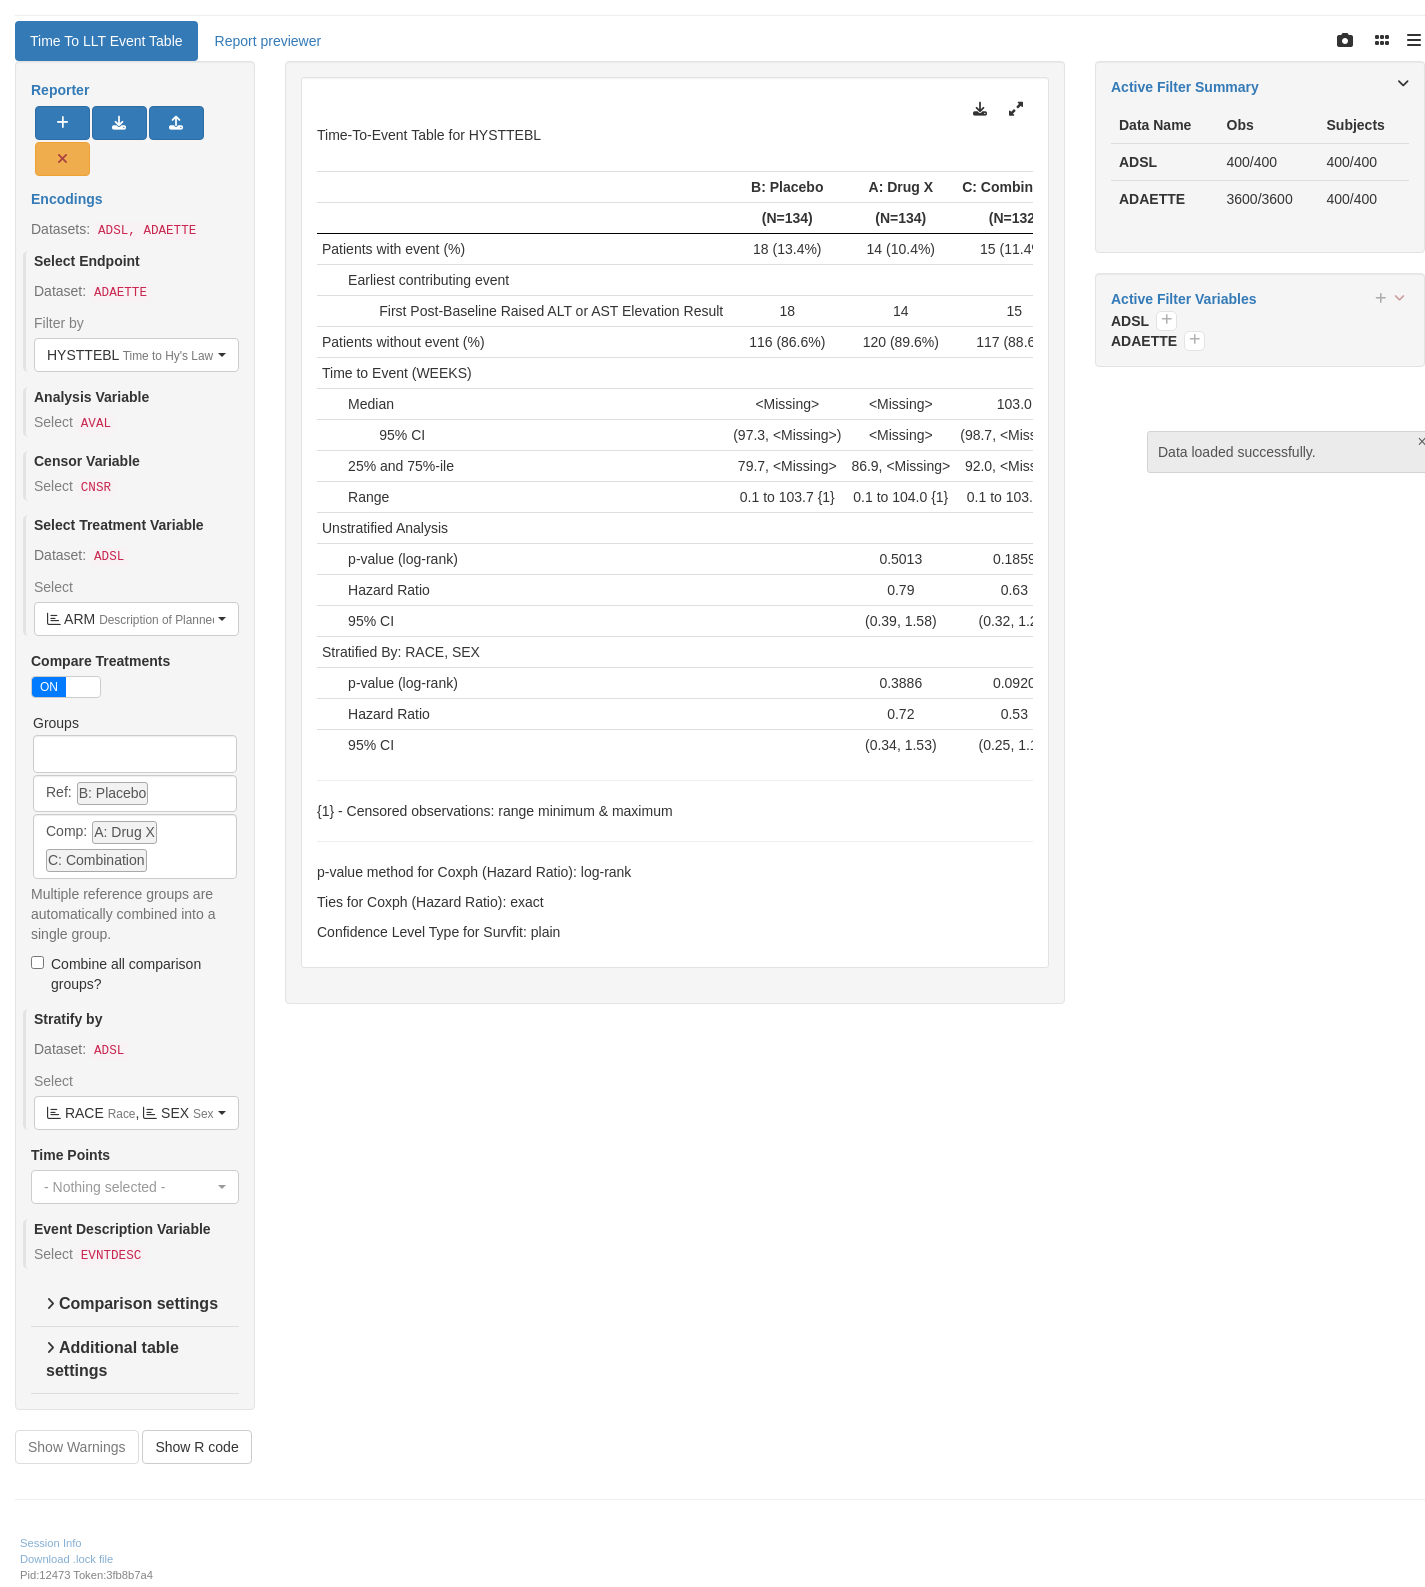 Time To LLT Event Table
Report previewer
Reporter
Encodings
Datasets: ADSL, ADAETTE
Select Endpoint
Dataset: ADAETTE
Filter by
HYSTTEBL Time to Hy's Law
Analysis Variable
Select AVAL
Censor Variable
Select CNSR
Select Treatment Variable
Dataset: ADSL
Select
ARM Description of Planned
Compare Treatments
ON
Groups
Ref: B: Placebo
Comp: A: Drug X
C: Combination
Multiple reference groups are
automatically combined into a
single group.
Combine all comparison
groups?
Stratify by
Dataset: ADSL
Select
RACE Race, SEX Sex
Time Points
- Nothing selected -
Event Description Variable
Select EVNTDESC
Comparison settings
Additional table
settings
Show Warnings
Show R code
Time-To-Event Table for HYSTTEBL
B: Placebo A: Drug X C: Combin
(N=134) (N=134) (N=132
Patients with event (%) 18 (13.4%) 14 (10.4%) 15 (11.4%
Earliest contributing event
First Post-Baseline Raised ALT or AST Elevation Result 18 14 15
Patients without event (%) 116 (86.6%) 120 (89.6%) 117 (88.6
Time to Event (WEEKS)
Median <Missing> <Missing> 103.0
95% CI (97.3, <Missing>) <Missing> (98.7, <Miss
25% and 75%-ile 79.7, <Missing> 86.9, <Missing> 92.0, <Miss
Range 0.1 to 103.7 {1} 0.1 to 104.0 {1} 0.1 to 103.
Unstratified Analysis
p-value (log-rank) 0.5013 0.1859
Hazard Ratio 0.79 0.63
95% CI (0.39, 1.58) (0.32, 1.2
Stratified By: RACE, SEX
p-value (log-rank) 0.3886 0.0920
Hazard Ratio 0.72 0.53
95% CI (0.34, 1.53) (0.25, 1.1
{1} - Censored observations: range minimum & maximum
p-value method for Coxph (Hazard Ratio): log-rank
Ties for Coxph (Hazard Ratio): exact
Confidence Level Type for Survfit: plain
Active Filter Summary
Data Name Obs Subjects
ADSL 400/400 400/400
ADAETTE 3600/3600 400/400
Active Filter Variables
ADSL
ADAETTE
Data loaded successfully.
Session Info
Download .lock file
Pid:12473 Token:3fb8b7a4